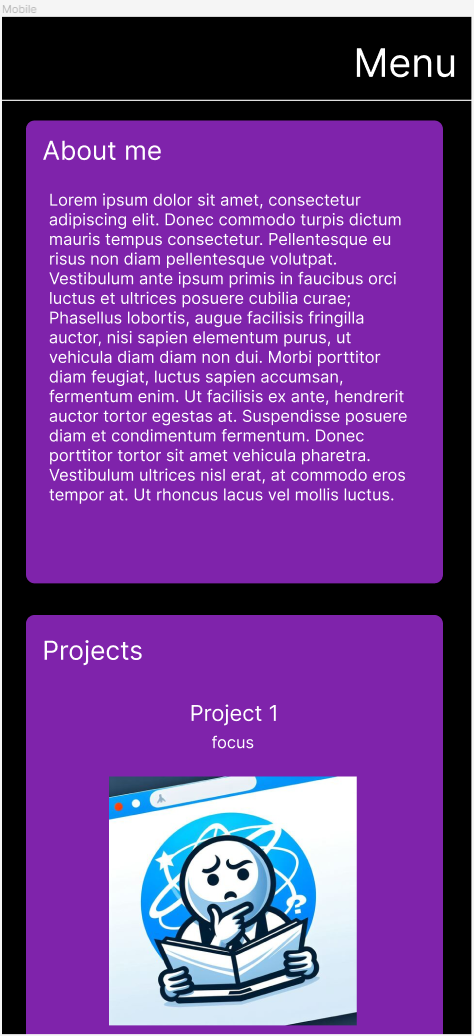 Mobile
Menu
About me
Lorem ipsum dolor sit amet, consectetur
adipiscing elit. Donec commodo turpis dictum
mauris tempus consectetur. Pellentesque eu
risus non diam pellentesque volutpat.
Vestibulum ante ipsum primis in faucibus orci
luctus et ultrices posuere cubilia curae;
Phasellus lobortis, augue facilisis fringilla
auctor, nisi sapien elementum purus, ut
vehicula diam diam non dui. Morbi porttitor
diam feugiat, luctus sapien accumsan,
fermentum enim. Ut facilisis ex ante, hendrerit
auctor tortor egestas at. Suspendisse posuere
diam et condimentum fermentum. Donec
porttitor tortor sit amet vehicula pharetra.
Vestibulum ultrices nisl erat, at commodo eros
tempor at. Ut rhoncus lacus vel mollis luctus.
Projects
Project 1
focus
?